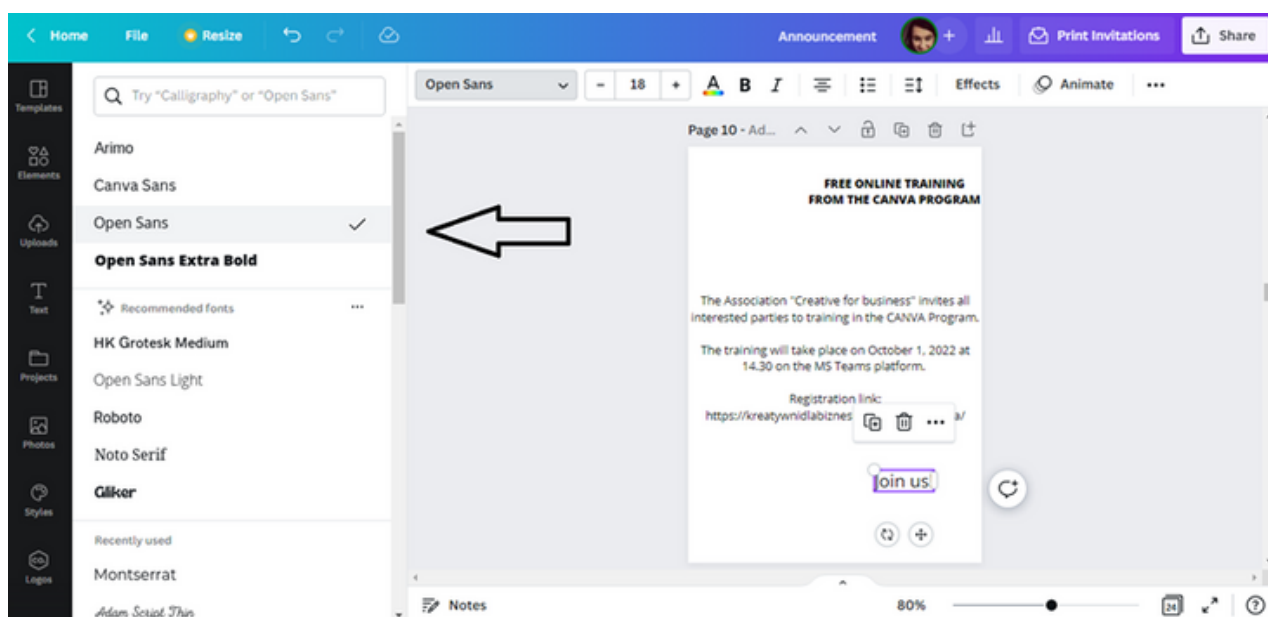 Home File Resize Announcement + Print Invitations Share
Templates
Elements
Uploads
Text
Projects
Photos
Styles
CO.
Logos
Try "Calligraphy" or "Open Sans"
Arimo
Canva Sans
Open Sans
Open Sans Extra Bold
Recommended fonts
HK Grotesk Medium
Open Sans Light
Roboto
Noto Serif
Gliker
Recently used
Montserrat
Adam Script Thin
Open Sans - 18 + A B I Effects Animate
Page 10 - Ad...
FREE ONLINE TRAINING
FROM THE CANVA PROGRAM
The Association "Creative for business" invites all
interested parties to training in the CANVA Program.
The training will take place on October 1, 2022 at
14.30 on the MS Teams platform.
Registration link:
https://kreatywnidlabiznes a/
Join us!
Notes 80% 24 ?